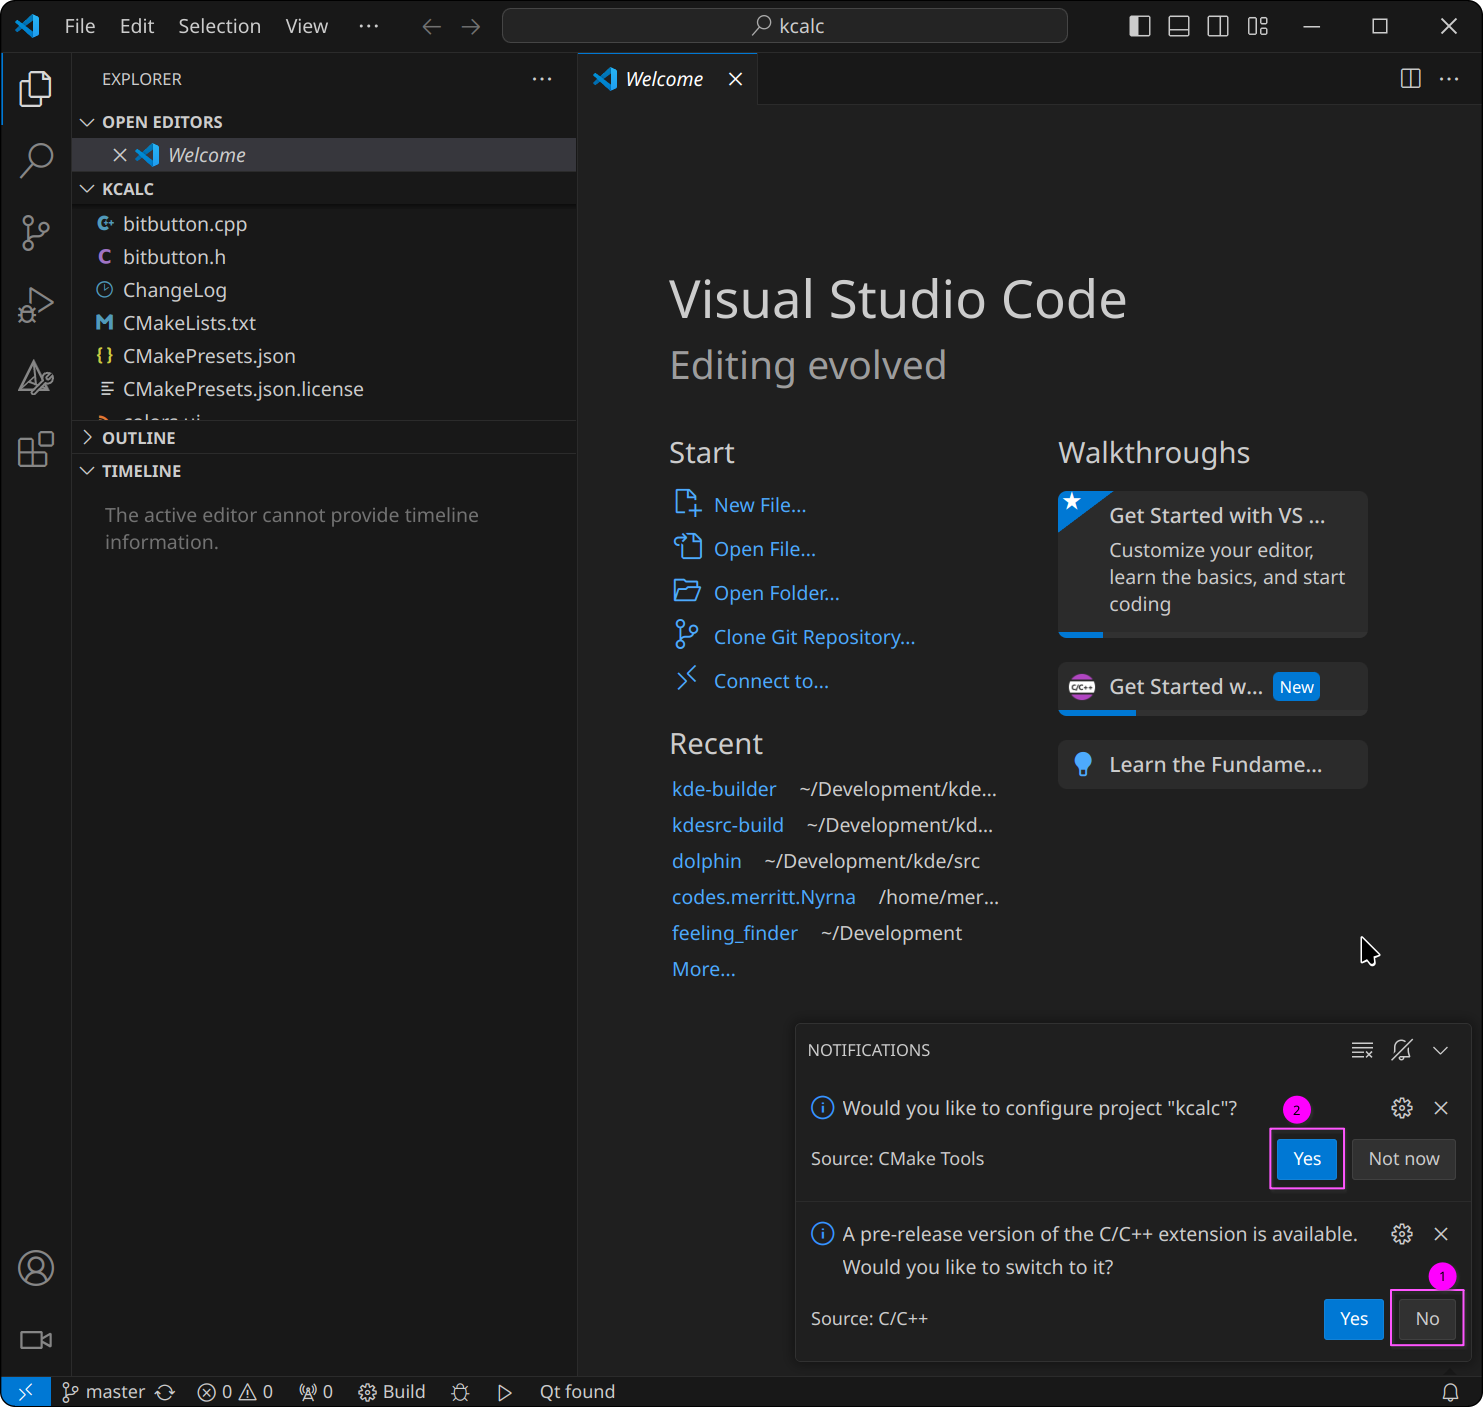 File Edit Selection View ··· kcalc
EXPLORER ···
Welcome
OPEN EDITORS
Welcome
KCALC
bitbutton.cpp
bitbutton.h
ChangeLog
CMakeLists.txt
CMakePresets.json
CMakePresets.json.license
colors.ui
OUTLINE
TIMELINE
The active editor cannot provide timeline
information.
Visual Studio Code
Editing evolved
Start
New File...
Open File...
Open Folder...
Clone Git Repository...
Connect to...
Recent
kde-builder ~/Development/kde...
kdesrc-build ~/Development/kd...
dolphin ~/Development/kde/src
codes.merritt.Nyrna /home/mer...
feeling_finder ~/Development
More...
Walkthroughs
Get Started with VS ...
Customize your editor,
learn the basics, and start
coding
C/C++ Get Started w... New
Learn the Fundame...
NOTIFICATIONS
Would you like to configure project "kcalc"?
2
Source: CMake Tools Yes Not now
A pre-release version of the C/C++ extension is available.
Would you like to switch to it?
1
Source: C/C++ Yes No
master 0 0 0 Build Qt found